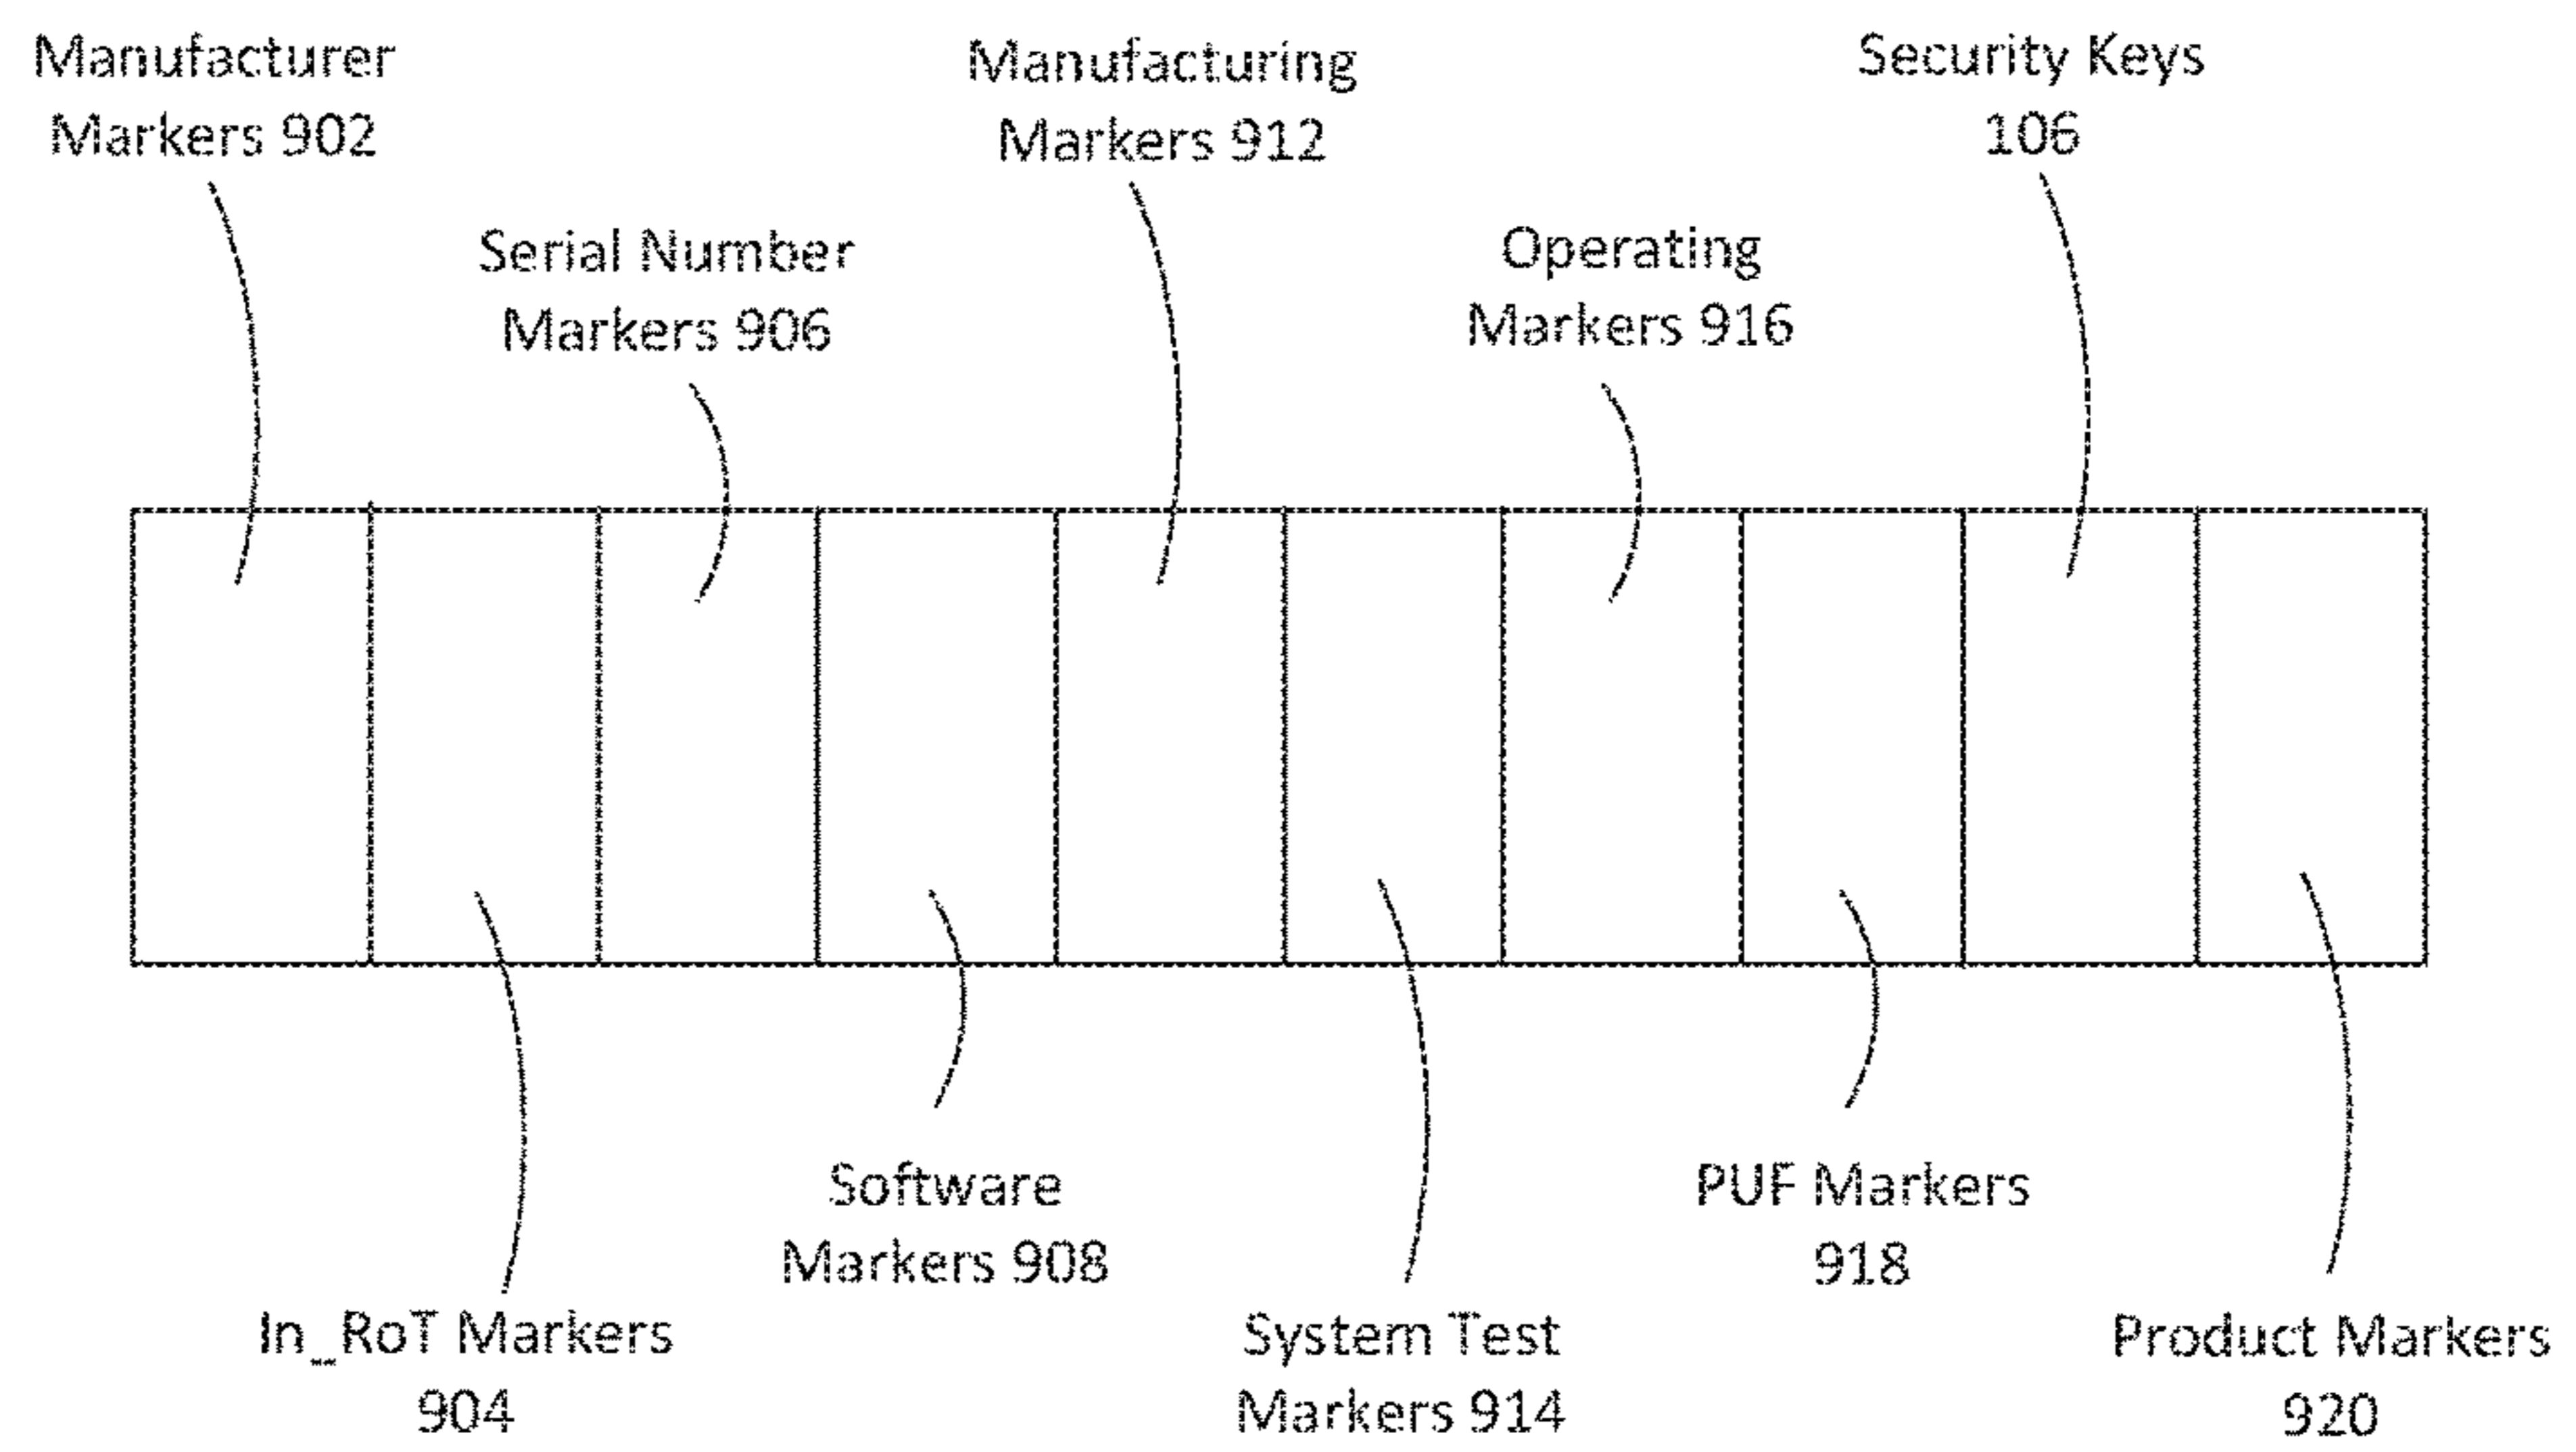 Manufacturer
Markers 902
Manufacturing
Markers 912
Security Keys
106
Serial Number
Markers 906
Operating
Markers 916
Software
Markers 908
PUF Markers
918
In_RoT Markers
904
System Test
Markers 914
Product Markers
920